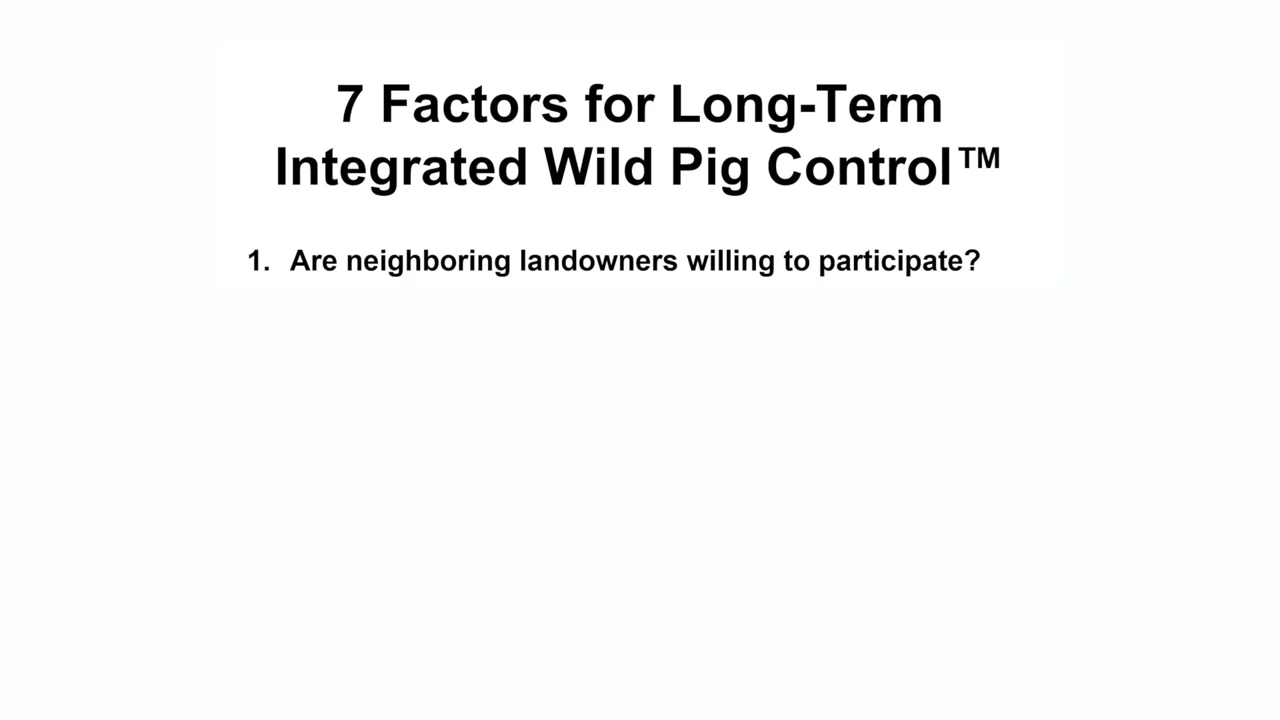 7 Factors for Long-Term
Integrated Wild Pig Control™
1. Are neighboring landowners willing to participate?